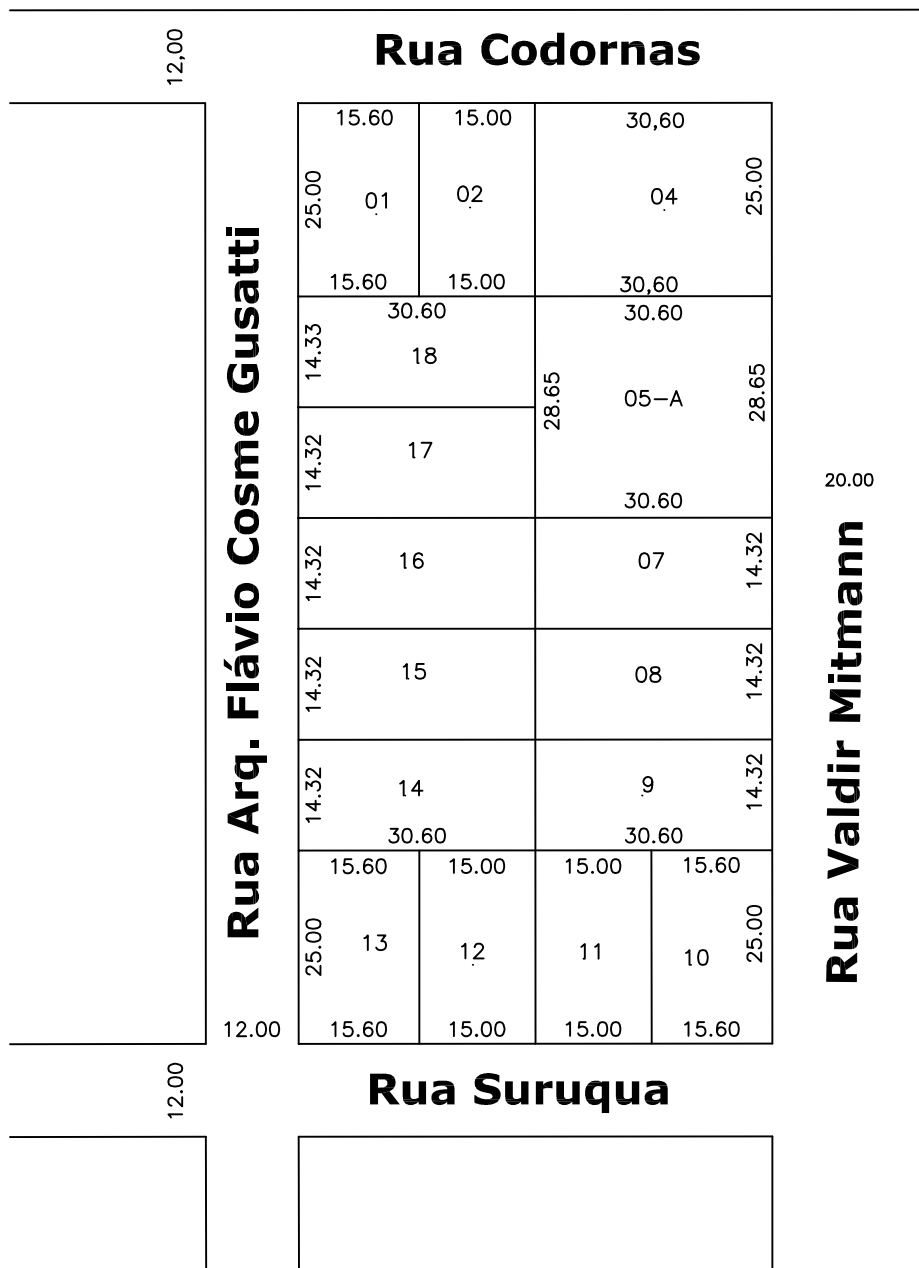 12,00
Rua Codornas
15.60 15.00 30,60
25.00 01 02 04 25.00
15.60 15.00 30,60
30.60 30.60
14.33 18
28.65 05-A 28.65
14.32 17
20.00
30.60
14.32 16 07 14.32
14.32 15 08 14.32
14.32 14 9 14.32
30.60 30.60
15.60 15.00 15.00 15.60
25.00 13 12 11 10 25.00
12.00 15.60 15.00 15.00 15.60
Rua Arq. Flávio Cosme Gusatti
Rua Valdir Mitmann
12.00
Rua Suruqua